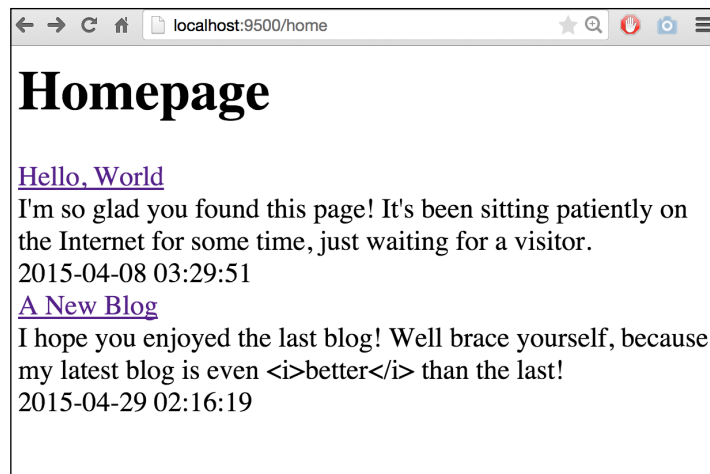 localhost:9500/home
Homepage
Hello, World
I'm so glad you found this page! It's been sitting patiently on
the Internet for some time, just waiting for a visitor.
2015-04-08 03:29:51
A New Blog
I hope you enjoyed the last blog! Well brace yourself, because
my latest blog is even <i>better</i> than the last!
2015-04-29 02:16:19